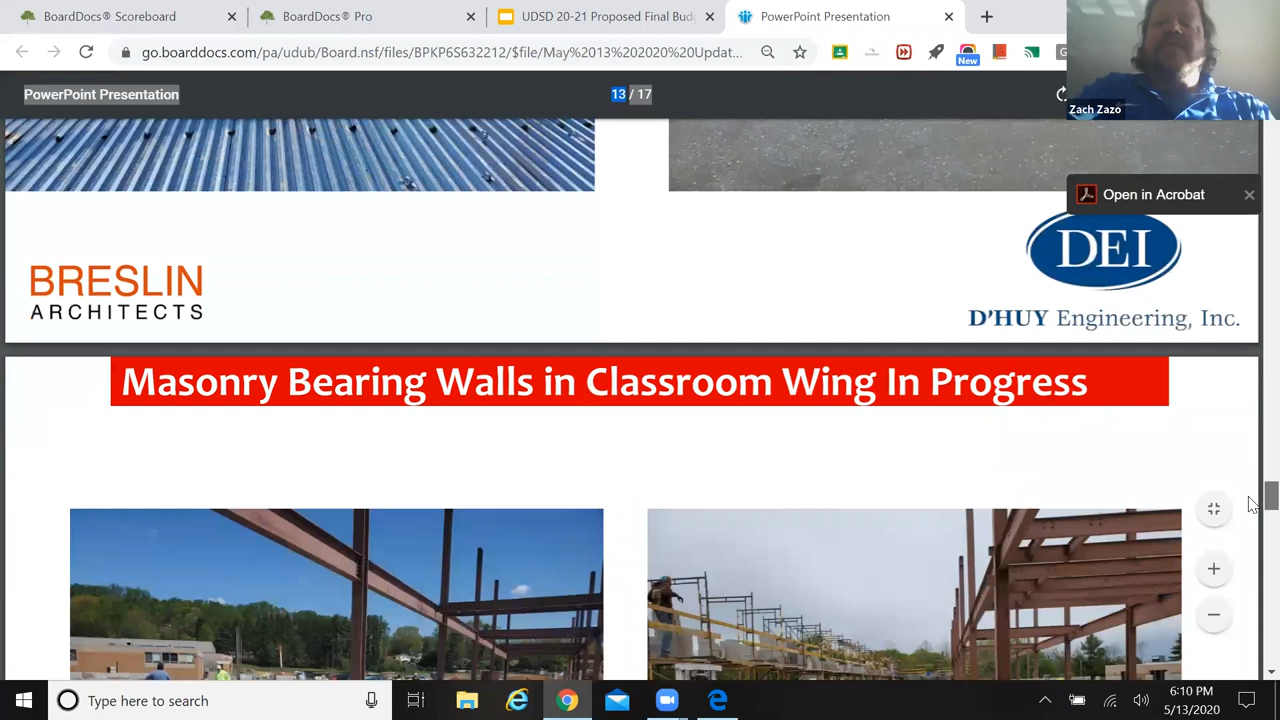 BoardDocs® Scoreboard
BoardDocs® Pro
UDSD 20-21 Proposed Final Bud
PowerPoint Presentation
go.boarddocs.com/pa/udub/Board.nsf/files/BPKP6S632212/$file/May%2013%202020%20Updat...
New
G
Zach Zazo
PowerPoint Presentation
13 / 17
Open in Acrobat
BRESLIN
ARCHITECTS
DEI
D'HUY Engineering, Inc.
Masonry Bearing Walls in Classroom Wing In Progress
Type here to search
6:10 PM
5/13/2020